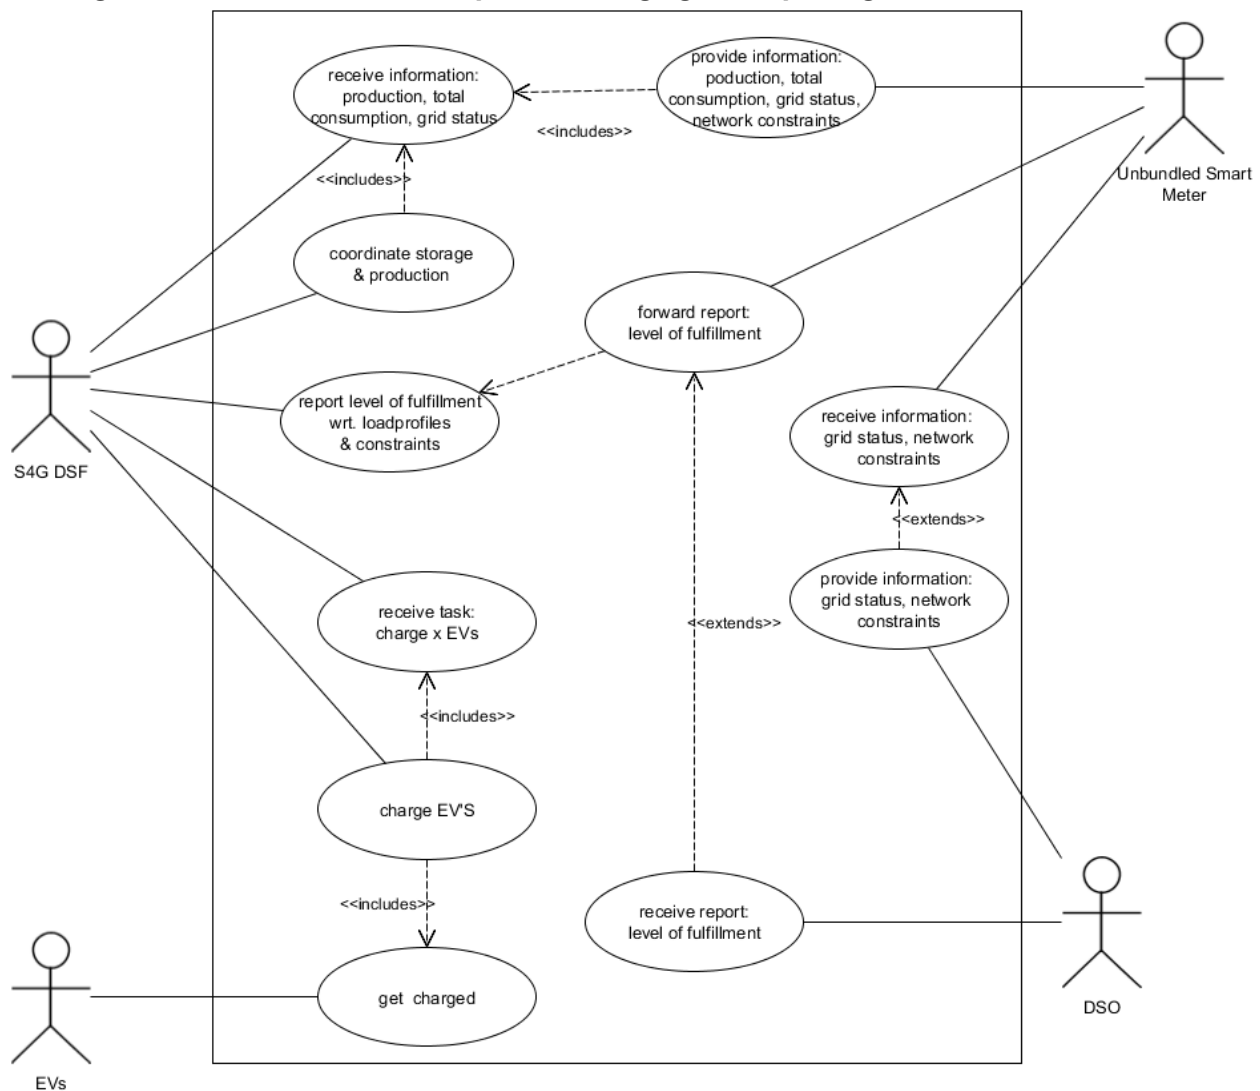 receive information:
production, total
consumption, grid status
provide information:
poduction, total
consumption, grid status,
network constraints
<<includes>>
Unbundled Smart
Meter
<<includes>>
coordinate storage
& production
forward report:
level of fulfillment
S4G DSF
report level of fulfillment
wrt. loadprofiles
& constraints
receive information:
grid status, network
constraints
<<extends>>
provide information:
grid status, network
constraints
receive task:
charge x EVs
<<extends>>
<<includes>>
charge EV'S
<<includes>>
receive report:
level of fulfillment
get charged
DSO
EVs